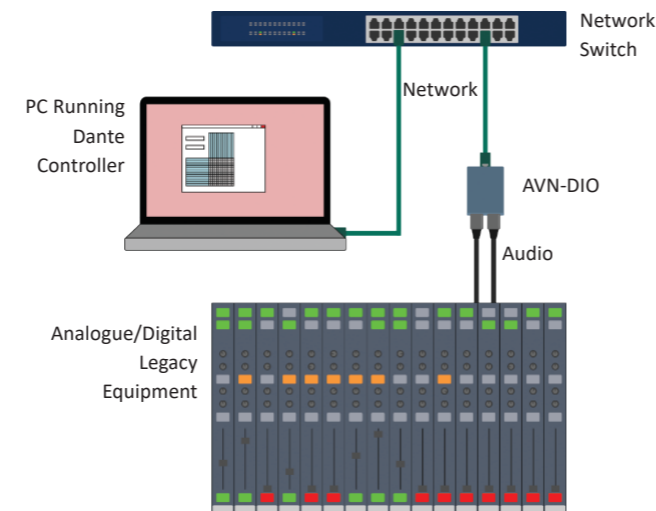 Network
Switch
Network
PC Running
Dante
Controller
AVN-DIO
Audio
Analogue/Digital
Legacy
Equipment